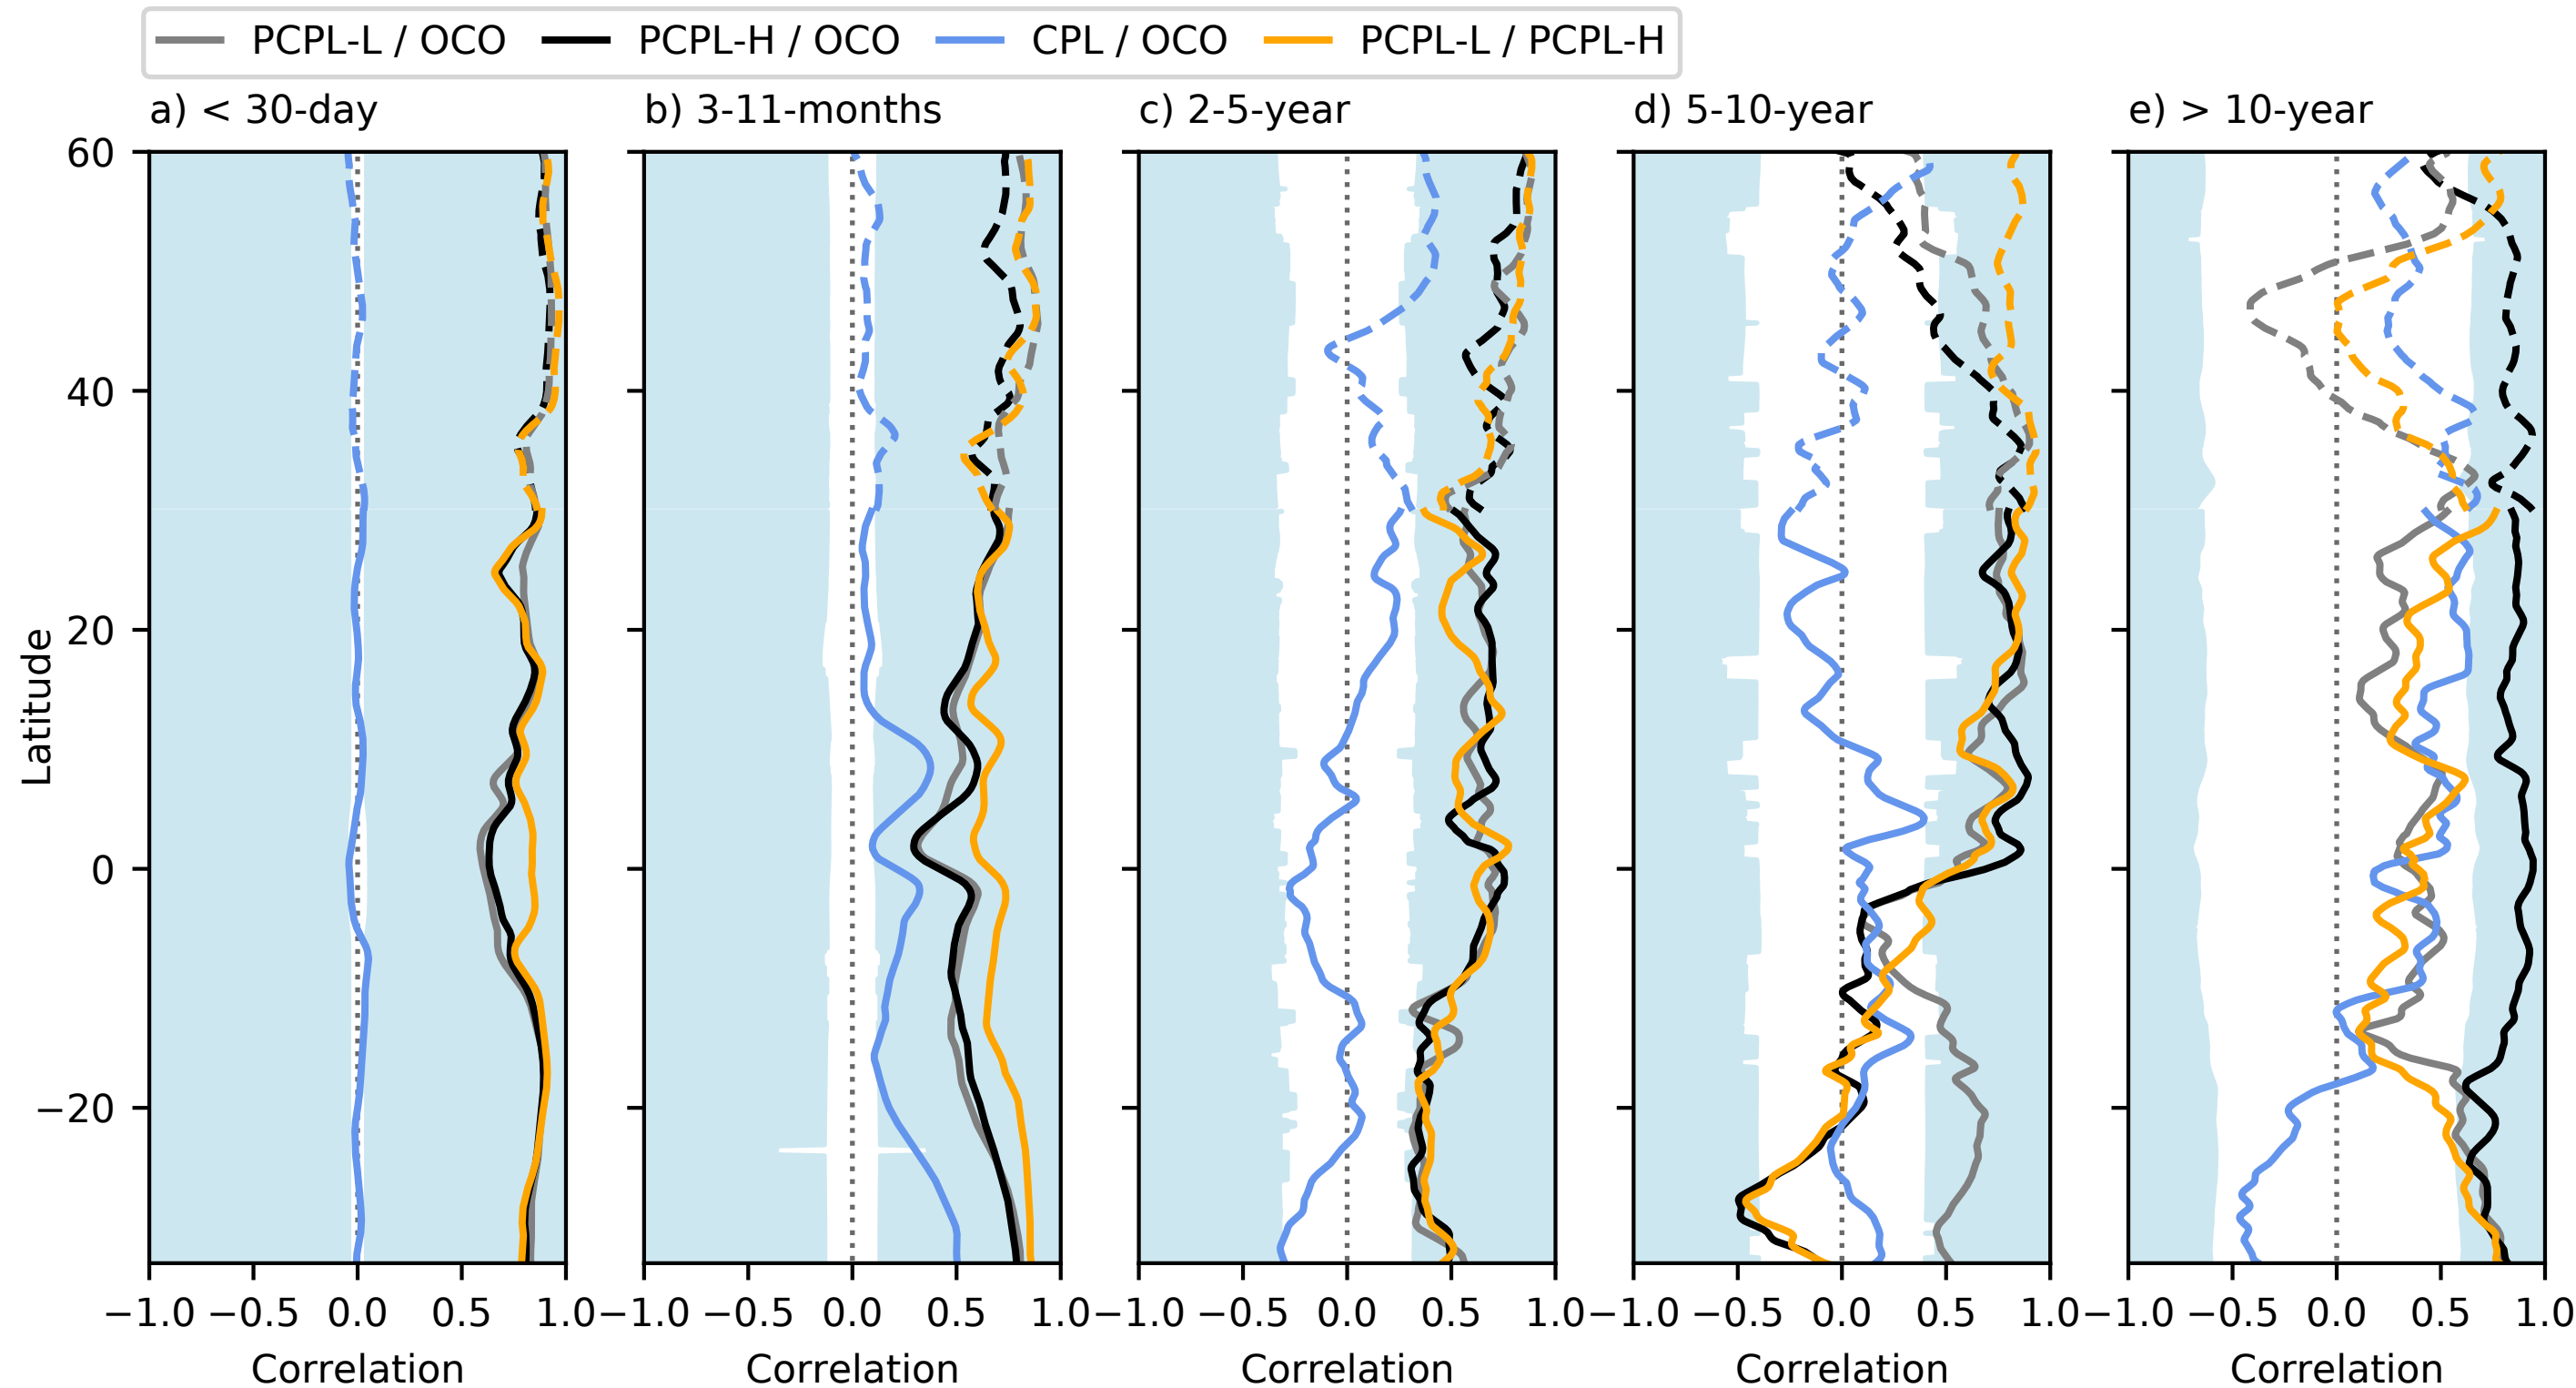 PCPL-L / OCO PCPL-H / OCO CPL / OCO PCPL-L / PCPL-H
a) < 30-day b) 3-11-months c) 2-5-year d) 5-10-year e) > 10-year
60
40
20
0
−20
Latitude
−1.0 −0.5 0.0 0.5 1.0 −1.0 −0.5 0.0 0.5 1.0 −1.0 −0.5 0.0 0.5 1.0 −1.0 −0.5 0.0 0.5 1.0 −1.0 −0.5 0.0 0.5 1.0
Correlation Correlation Correlation Correlation Correlation